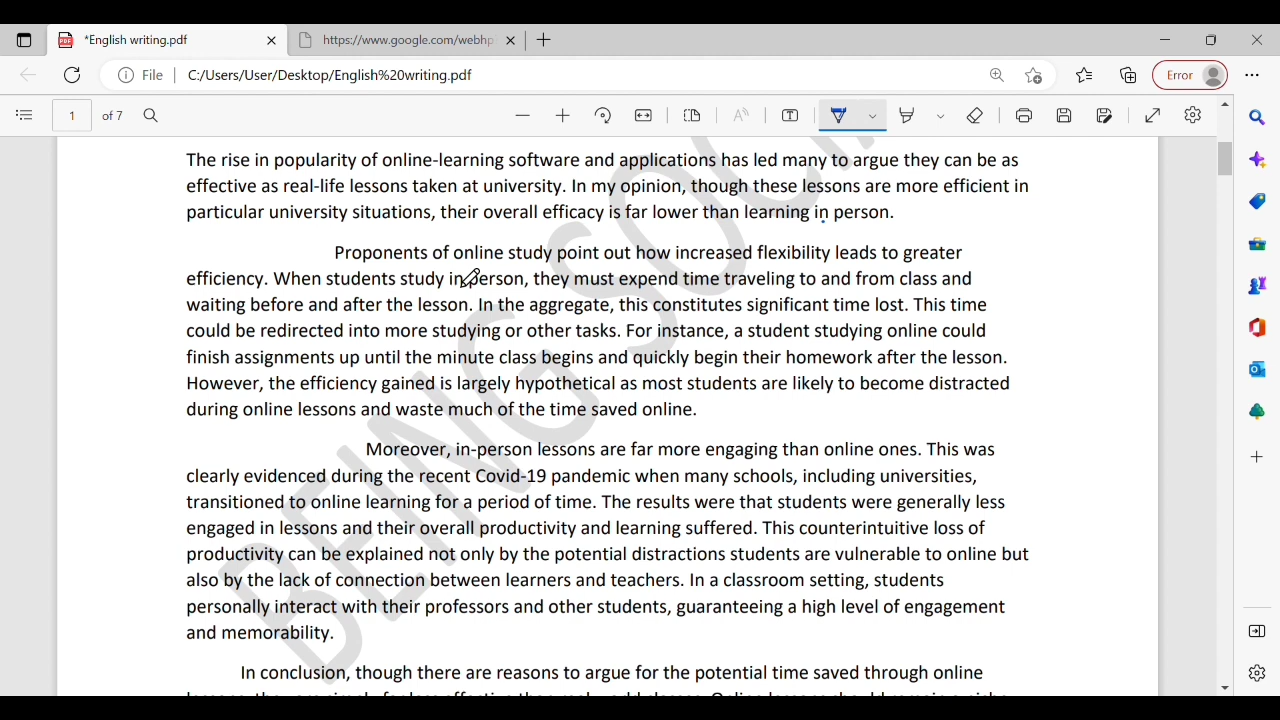 *English writing.pdf
https://www.google.com/webhp
File
C:/Users/User/Desktop/English%20writing.pdf
Error
1 of 7
The rise in popularity of online-learning software and applications has led many to argue they can be as
effective as real-life lessons taken at university. In my opinion, though these lessons are more efficient in
particular university situations, their overall efficacy is far lower than learning in person.
Proponents of online study point out how increased flexibility leads to greater
efficiency. When students study in person, they must expend time traveling to and from class and
waiting before and after the lesson. In the aggregate, this constitutes significant time lost. This time
could be redirected into more studying or other tasks. For instance, a student studying online could
finish assignments up until the minute class begins and quickly begin their homework after the lesson.
However, the efficiency gained is largely hypothetical as most students are likely to become distracted
during online lessons and waste much of the time saved online.
Moreover, in-person lessons are far more engaging than online ones. This was
clearly evidenced during the recent Covid-19 pandemic when many schools, including universities,
transitioned to online learning for a period of time. The results were that students were generally less
engaged in lessons and their overall productivity and learning suffered. This counterintuitive loss of
productivity can be explained not only by the potential distractions students are vulnerable to online but
also by the lack of connection between learners and teachers. In a classroom setting, students
personally interact with their professors and other students, guaranteeing a high level of engagement
and memorability.
In conclusion, though there are reasons to argue for the potential time saved through online
BEING SOCI